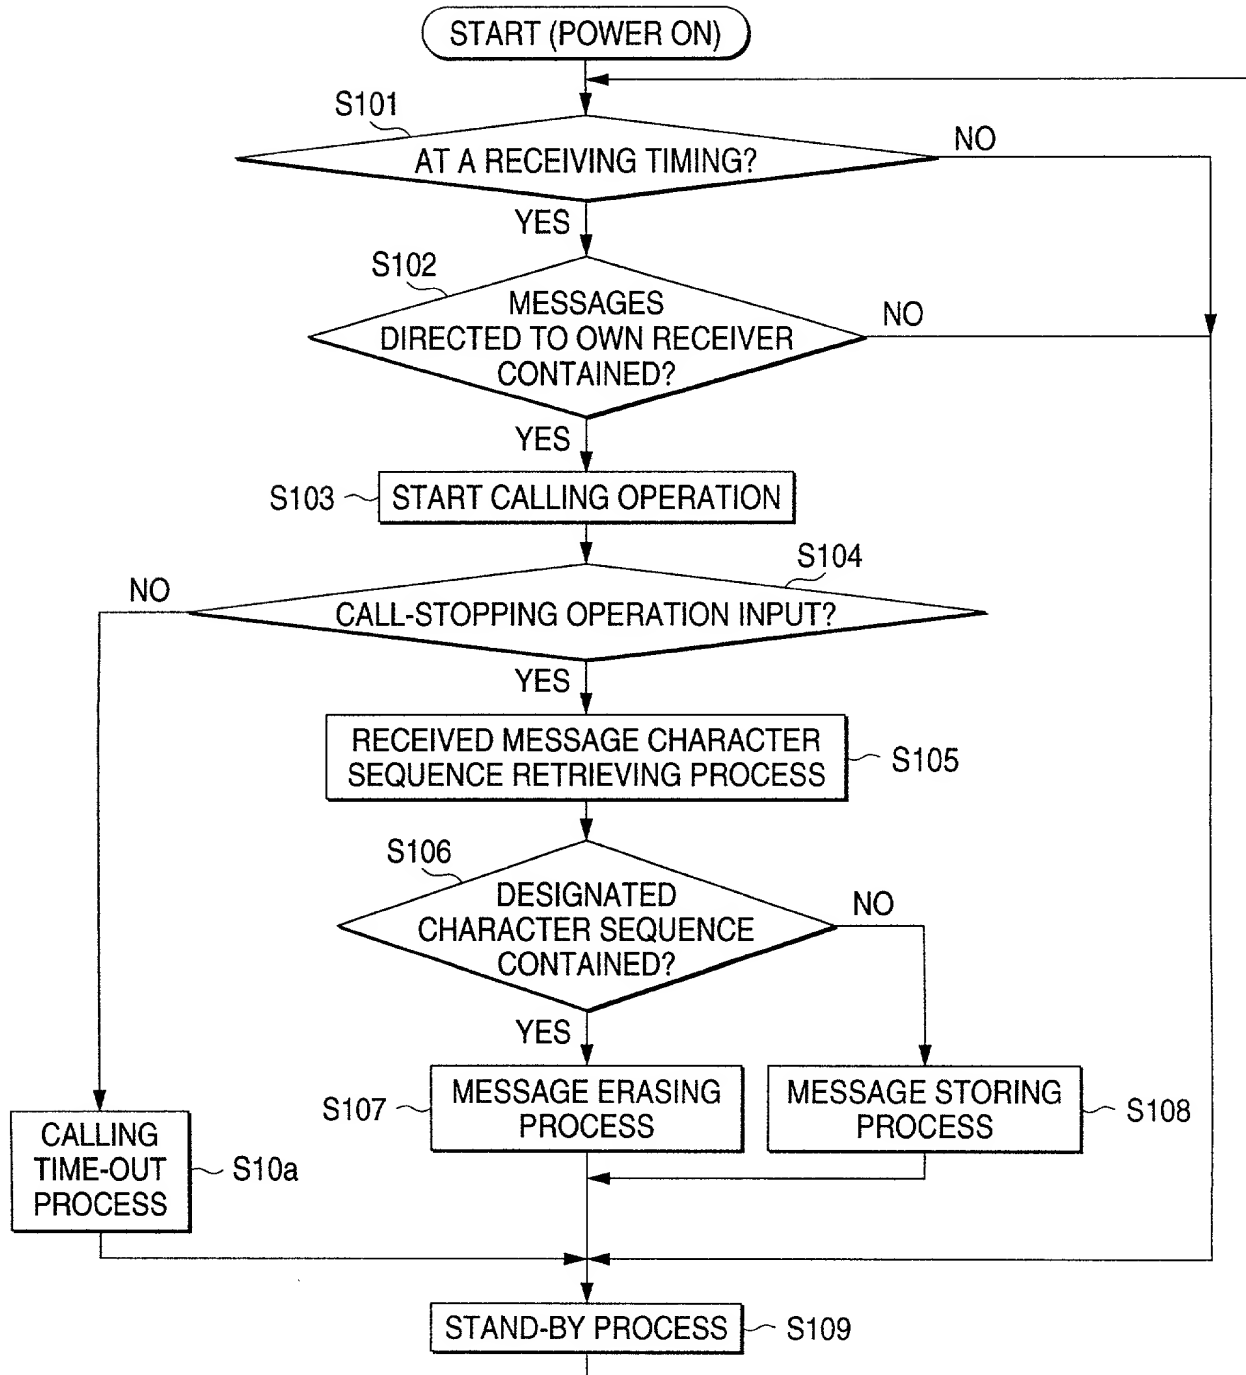 START (POWER ON)
S101
AT A RECEIVING TIMING?
NO
YES
S102
MESSAGES
DIRECTED TO OWN RECEIVER
CONTAINED?
NO
YES
S103
START CALLING OPERATION
S104
NO
CALL-STOPPING OPERATION INPUT?
YES
RECEIVED MESSAGE CHARACTER
SEQUENCE RETRIEVING PROCESS
S105
S106
DESIGNATED
CHARACTER SEQUENCE
CONTAINED?
NO
YES
S107
MESSAGE ERASING
PROCESS
MESSAGE STORING
PROCESS
S108
CALLING
TIME-OUT
PROCESS
S10a
STAND-BY PROCESS
S109